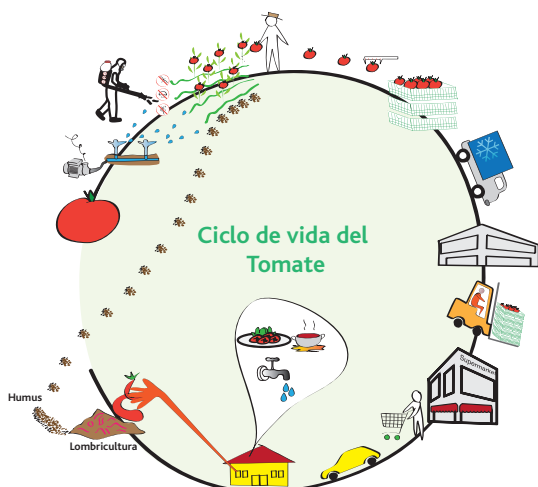 Ciclo de vida del
Tomate
Supermarket
Humus
Lombricultura